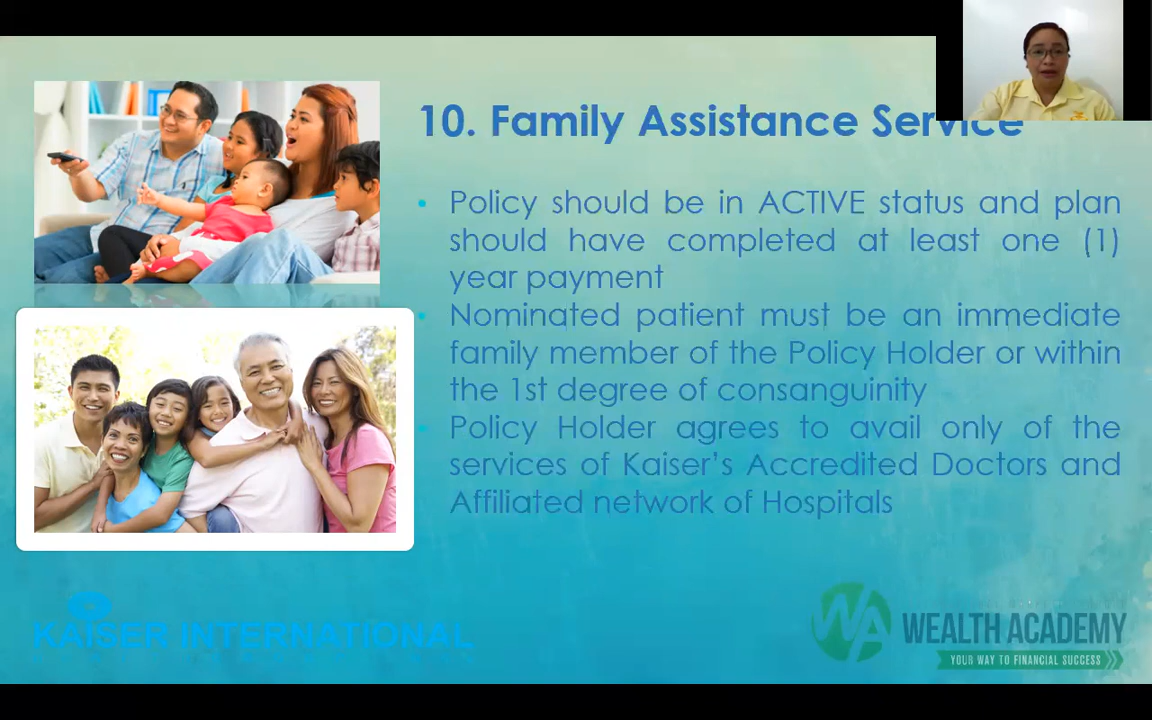 10. Family Assistance Service
• Policy should be in ACTIVE status and plan
should have completed at least one (1)
year payment
• Nominated patient must be an immediate
family member of the Policy Holder or within
the 1st degree of consanguinity
• Policy Holder agrees to avail only of the
services of Kaiser's Accredited Doctors and
Affiliated network of Hospitals
KAISER INTERNATIONAL
WA WEALTH ACADEMY
YOUR WAY TO FINANCIAL SUCCESS